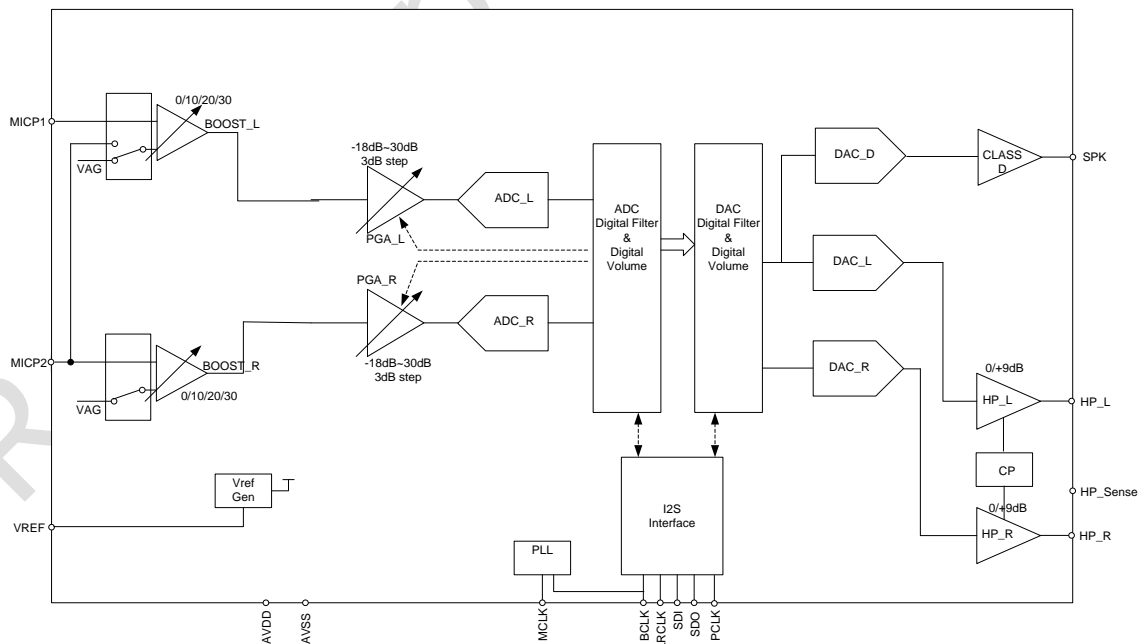 MICP1
0/10/20/30
BOOST_L
VAG
-18dB~30dB
3dB step
PGA_L
ADC_L
ADC
Digital Filter
&
Digital
Volume
DAC
Digital Filter
&
Digital
Volume
DAC_D
CLASS
D
SPK
DAC_L
PGA_R
ADC_R
-18dB~30dB
3dB step
MICP2
BOOST_R
0/10/20/30
VAG
DAC_R
0/+9dB
HP_L
HP_L
CP
HP_Sense
0/+9dB
HP_R
HP_R
Vref
Gen
VREF
I2S
Interface
PLL
AVDD
AVSS
MCLK
BCLK
RCLK
SDI
SDO
PCLK